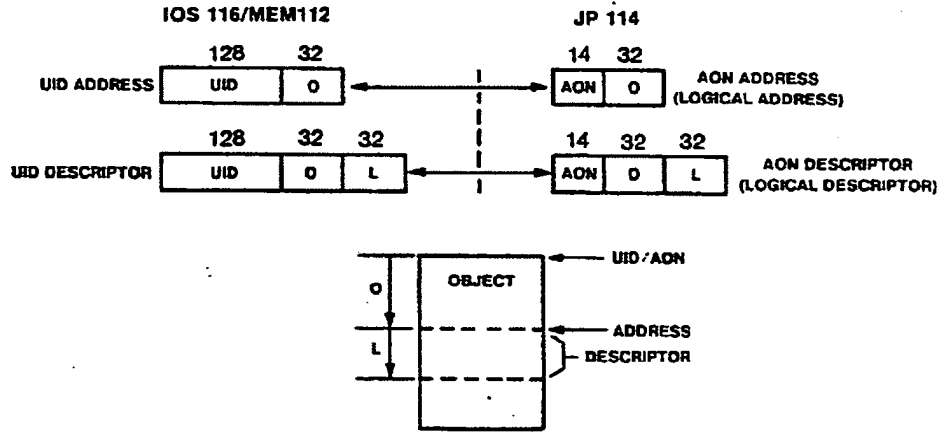 IOS 116/MEM112
JP 114
128 32
14 32
UID ADDRESS
UID O
AON O
AON ADDRESS
(LOGICAL ADDRESS)
128 32 32
14 32 32
UID DESCRIPTOR
UID O L
AON O L
AON DESCRIPTOR
(LOGICAL DESCRIPTOR)
UID/AON
OBJECT
O
ADDRESS
L
DESCRIPTOR